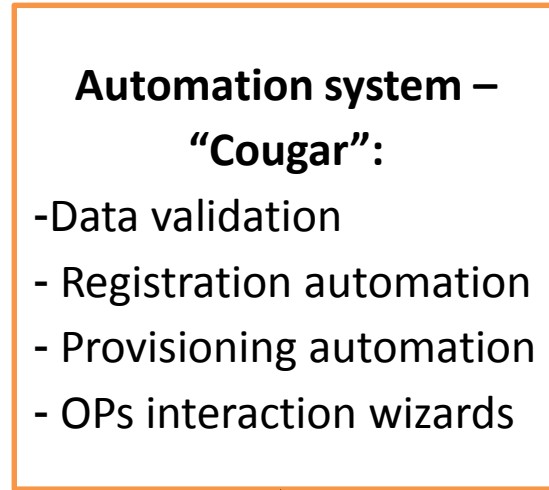 Automation system –
“Cougar”:
-Data validation
- Registration automation
- Provisioning automation
- OPs interaction wizards